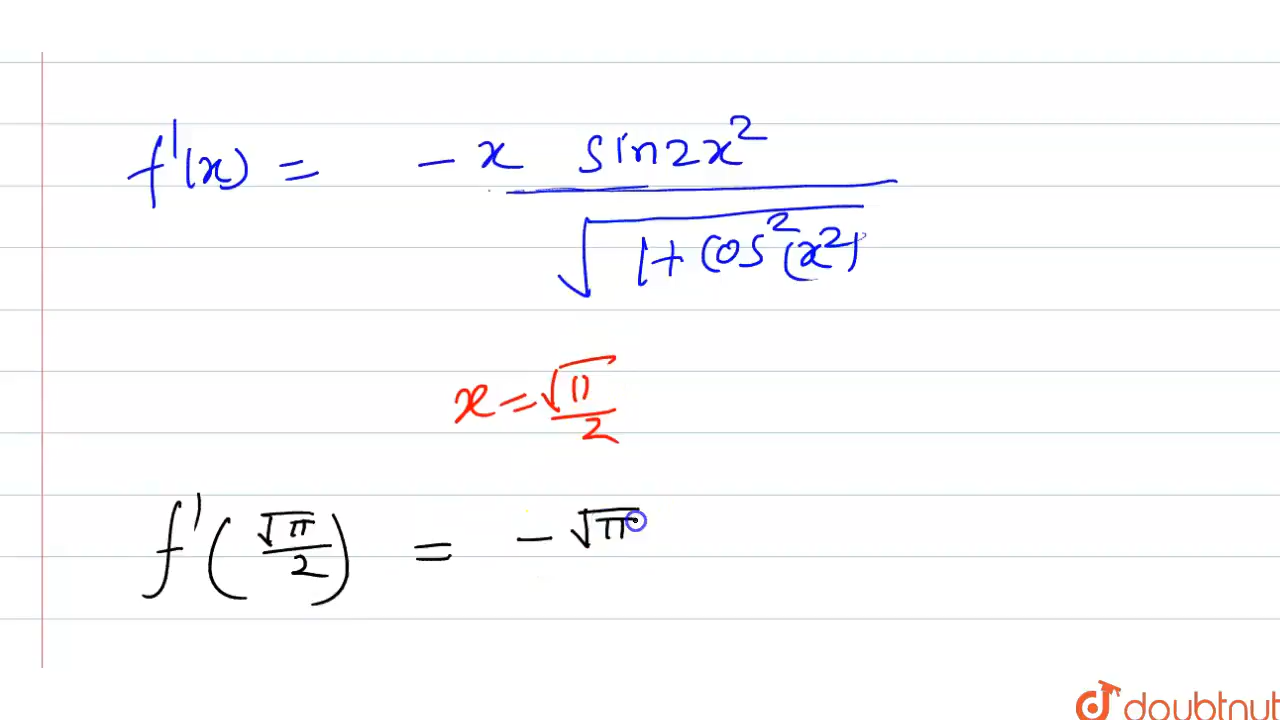 f'(x) = - x sin2x²
√1+cos²(x²)
x = √π/2
f'(√π/2) = - √π
doubtnut